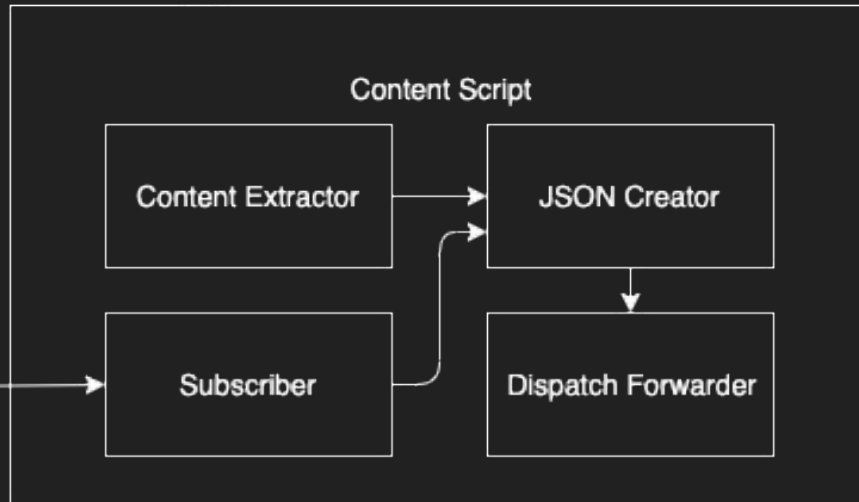 Content Script
Content Extractor
JSON Creator
Subscriber
Dispatch Forwarder